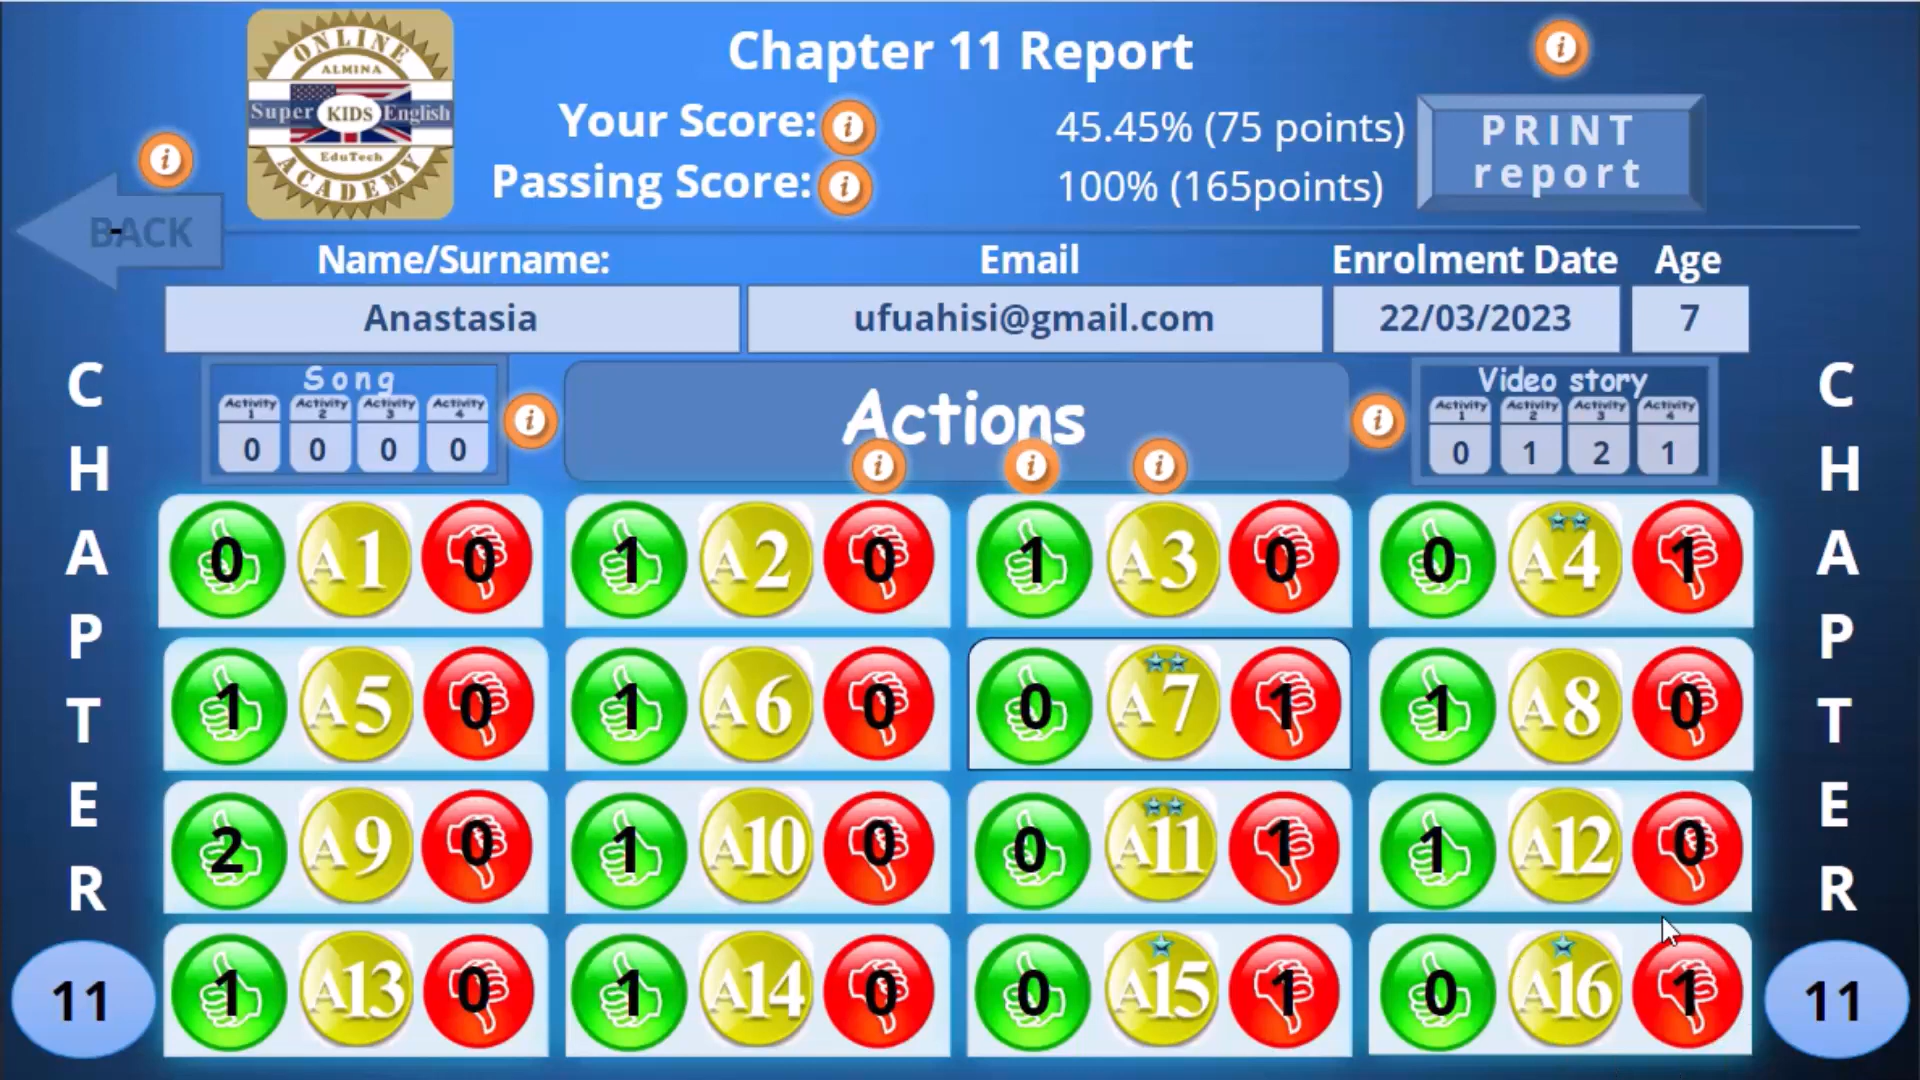 Chapter 11 Report
ONLINE
ALMINA
Super KIDS English
EduTech
ACADEMY
Your Score:
45.45% (75 points)
Passing Score:
100% (165points)
PRINT
report
BACK
-
Name/Surname:
Email
Enrolment Date
Age
Anastasia
ufuahisi@gmail.com
22/03/2023
7
Song
Activity 1 Activity 2 Activity 3 Activity 4
0 0 0 0
Actions
Video story
Activity 1 Activity 2 Activity 3 Activity 4
0 1 2 1
0 A1 0 1 A2 0 1 A3 0 0 A4 1
1 A5 0 1 A6 0 0 A7 1 1 A8 0
2 A9 0 1 A10 0 0 A11 1 1 A12 0
1 A13 0 1 A14 0 0 A15 1 0 A16 1
CHAPTER
11
CHAPTER
11